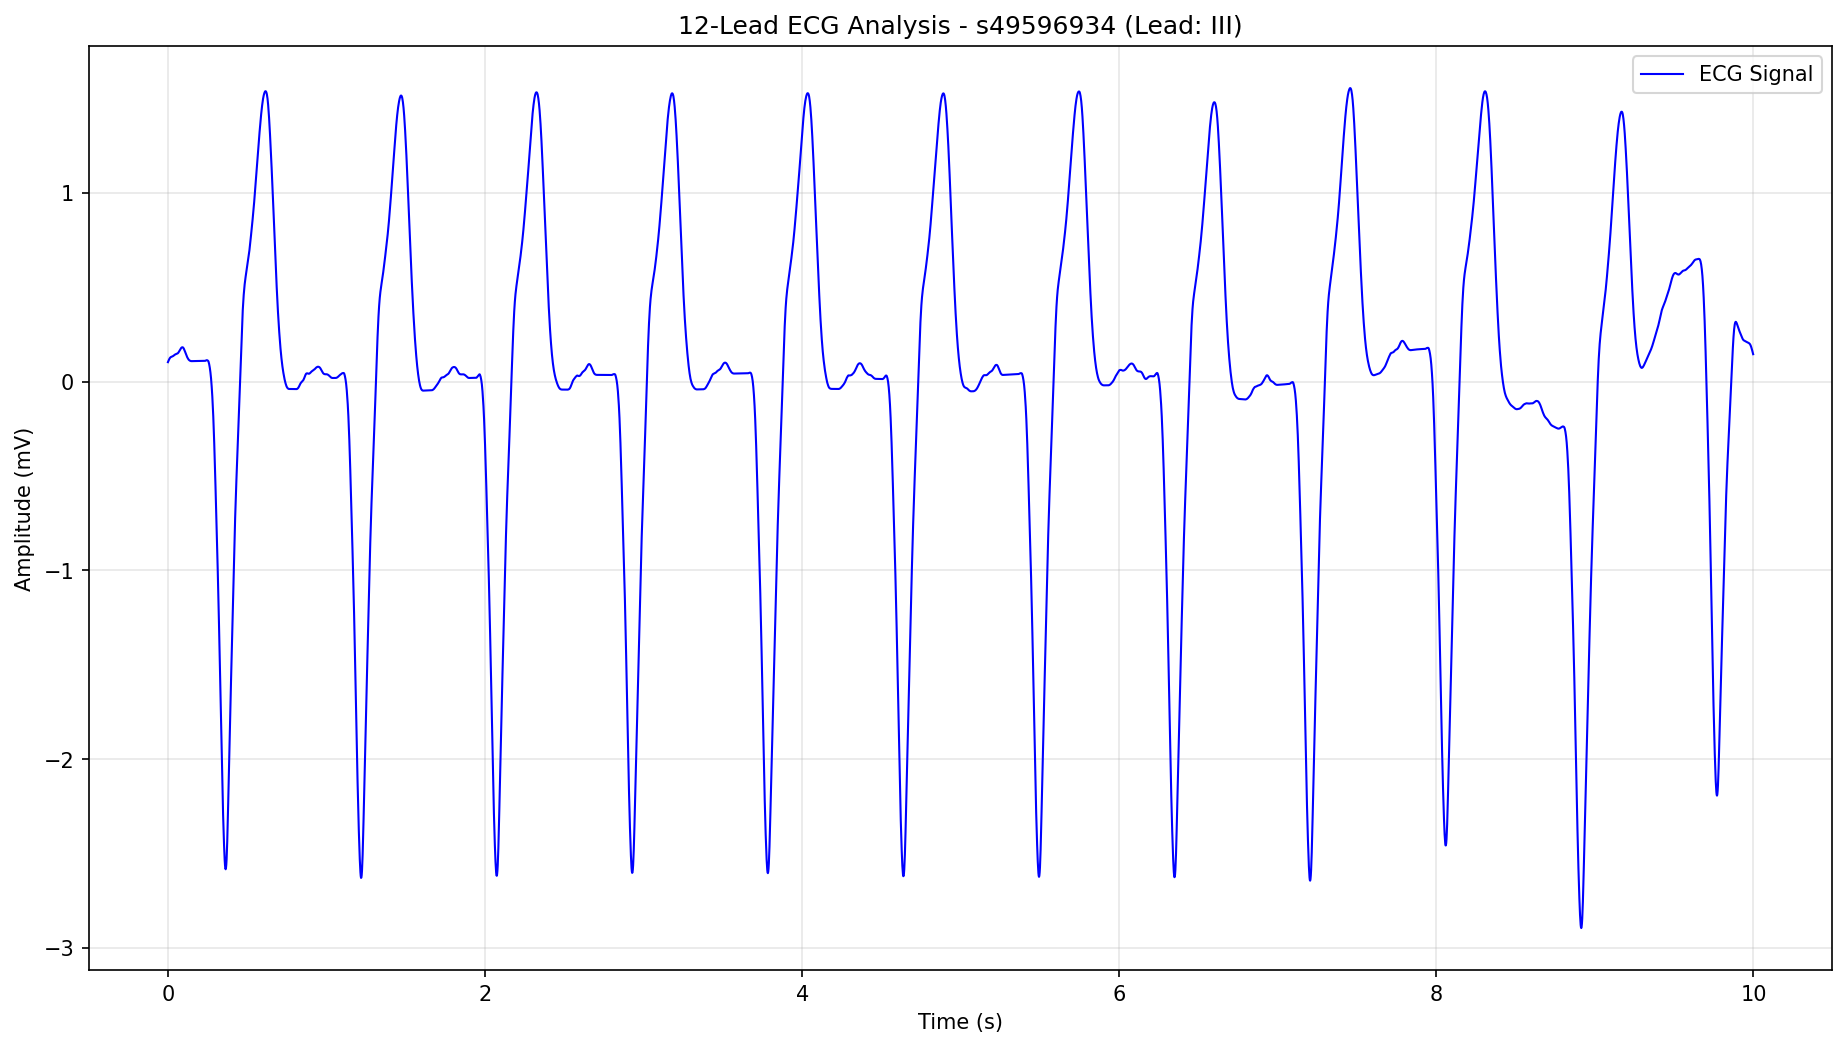 12-Lead ECG Analysis - s49596934 (Lead: III)
ECG Signal
Amplitude (mV)
1
0
−1
−2
−3
0
2
4
6
8
10
Time (s)